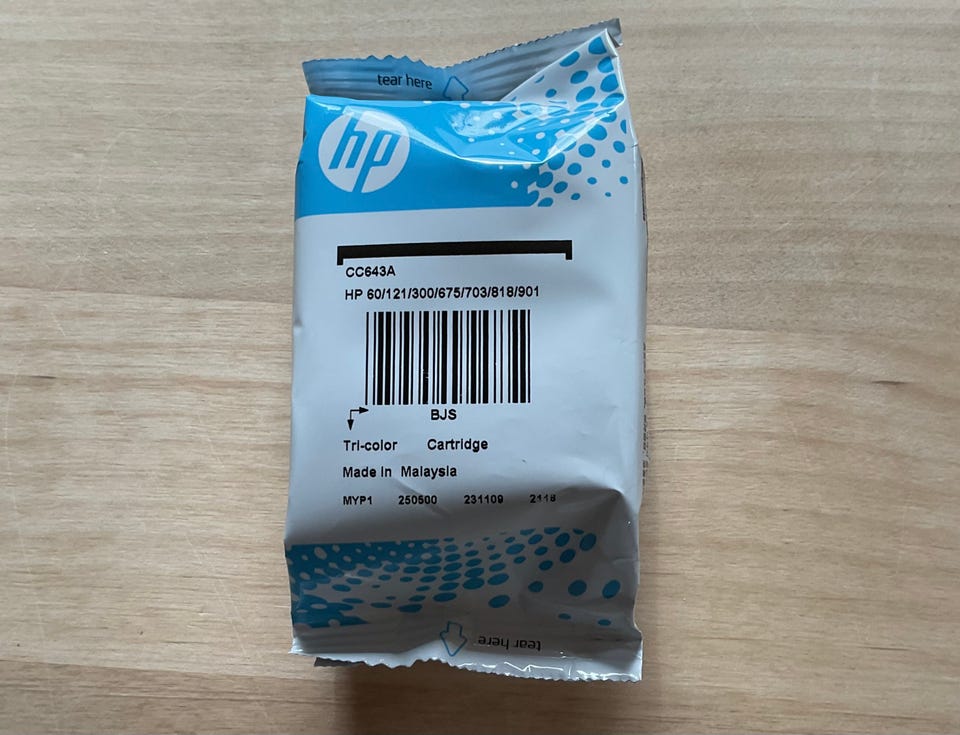 tear here
hp
CC643A
HP 60/121/300/675/703/818/901
BJS
Tri-color Cartridge
Made in Malaysia
MYP1 250500 231109 2118
tear here